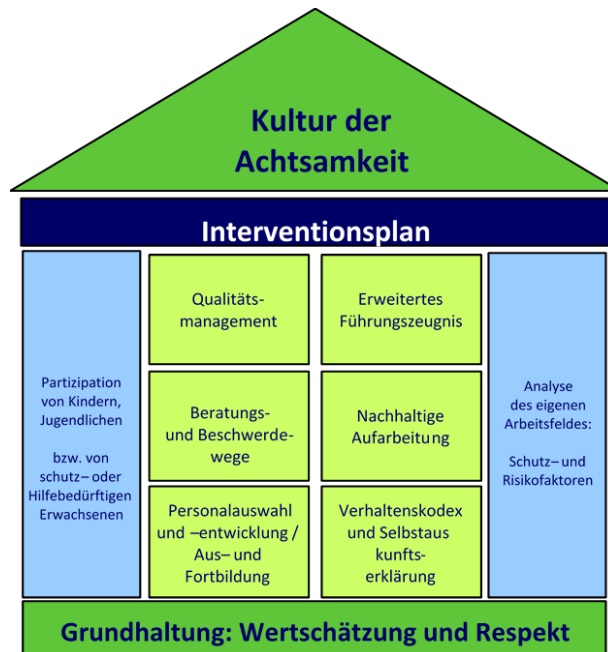 Kultur der
Achtsamkeit
Interventionsplan
Partizipation
von Kindern,
Jugendlichen
bzw. von
schutz– oder
Hilfebedürftigen
Erwachsenen
Qualitäts-
management
Erweitertes
Führungszeugnis
Beratungs-
und Beschwerde-
wege
Nachhaltige
Aufarbeitung
Personalauswahl
und –entwicklung /
Aus– und
Fortbildung
Verhaltenskodex
und Selbstaus
kunfts-
erklärung
Analyse
des eigenen
Arbeitsfeldes:
Schutz– und
Risikofaktoren
Grundhaltung: Wertschätzung und Respekt